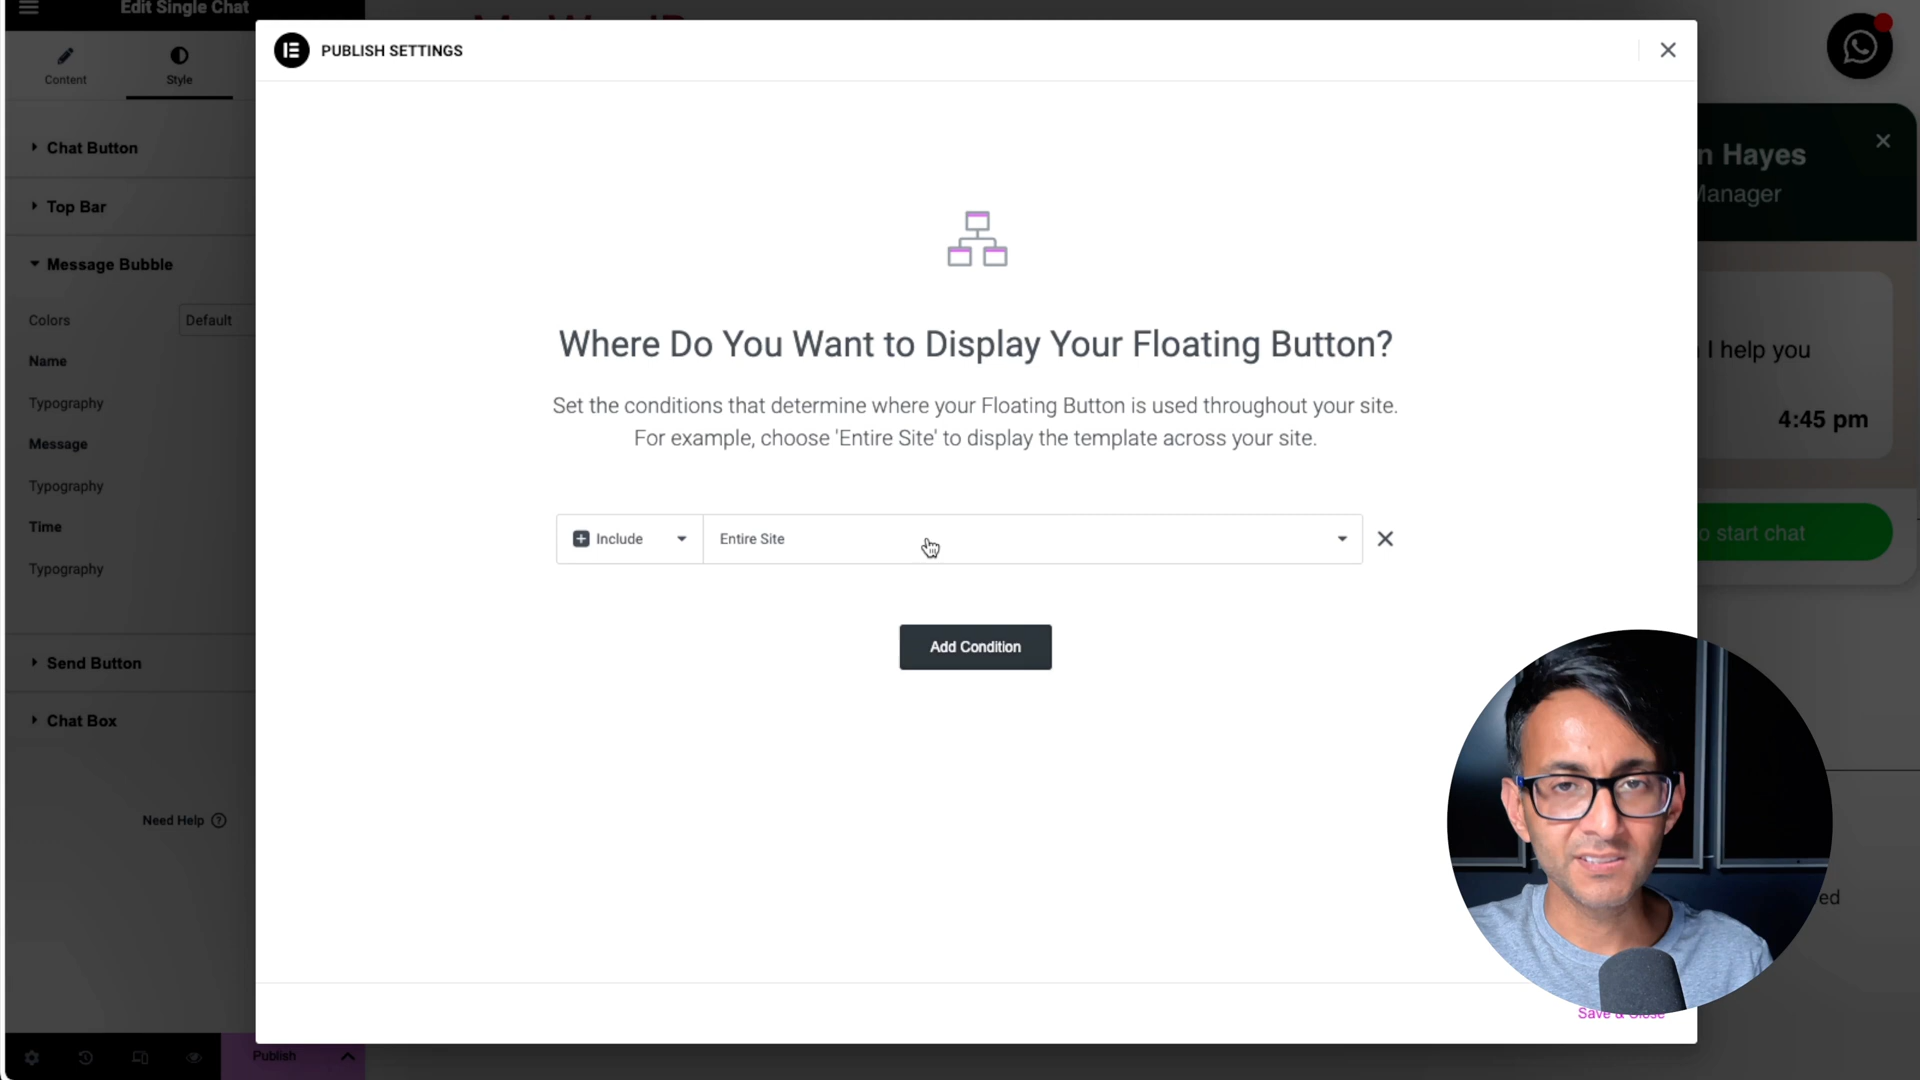 Edit Single Chat
PUBLISH SETTINGS
Content
Style
n Hayes
Manager
Chat Button
Top Bar
Message Bubble
Colors
Default
Name
Typography
Message
Typography
Time
Typography
Send Button
Chat Box
Need Help
Where Do You Want to Display Your Floating Button?
Set the conditions that determine where your Floating Button is used throughout your site.
For example, choose 'Entire Site' to display the template across your site.
Include
Entire Site
Add Condition
I help you
4:45 pm
o start chat
ed
Save & Close
Publish